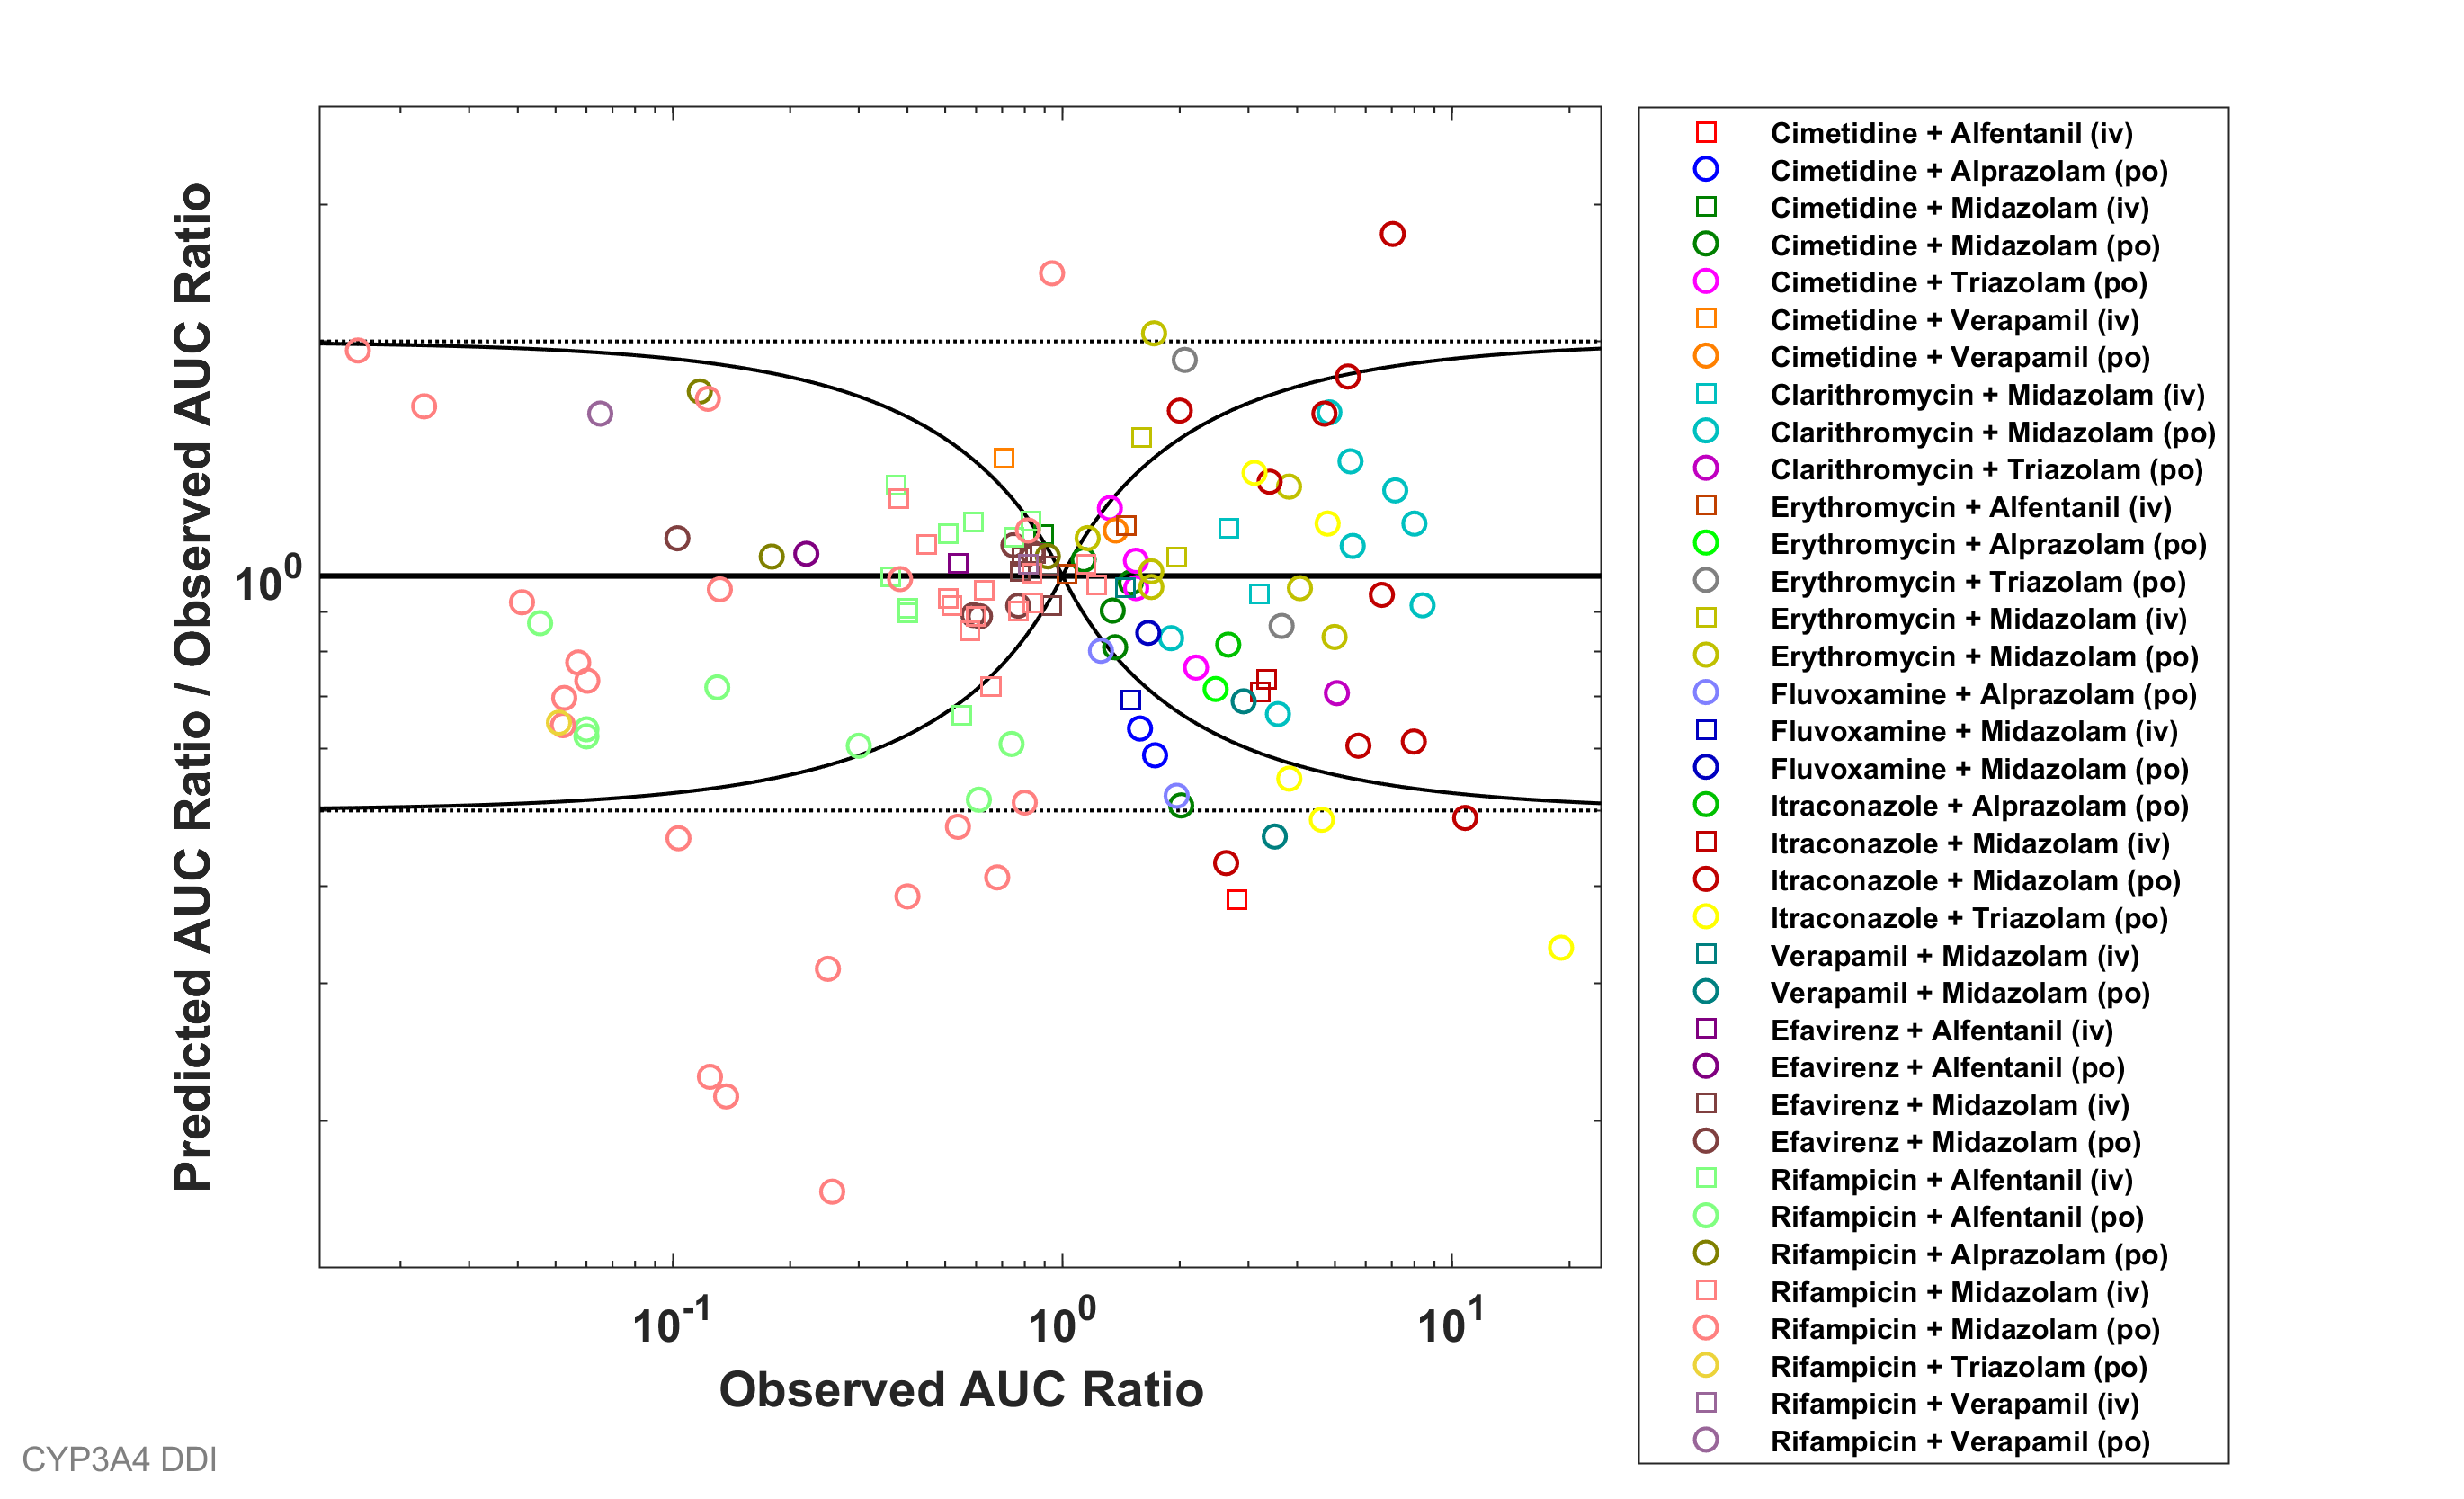 Predicted AUC Ratio / Observed AUC Ratio
10^0
10^-1
10^0
10^1
Observed AUC Ratio
CYP3A4 DDI
Cimetidine + Alfentanil (iv)
Cimetidine + Alprazolam (po)
Cimetidine + Midazolam (iv)
Cimetidine + Midazolam (po)
Cimetidine + Triazolam (po)
Cimetidine + Verapamil (iv)
Cimetidine + Verapamil (po)
Clarithromycin + Midazolam (iv)
Clarithromycin + Midazolam (po)
Clarithromycin + Triazolam (po)
Erythromycin + Alfentanil (iv)
Erythromycin + Alprazolam (po)
Erythromycin + Triazolam (po)
Erythromycin + Midazolam (iv)
Erythromycin + Midazolam (po)
Fluvoxamine + Alprazolam (po)
Fluvoxamine + Midazolam (iv)
Fluvoxamine + Midazolam (po)
Itraconazole + Alprazolam (po)
Itraconazole + Midazolam (iv)
Itraconazole + Midazolam (po)
Itraconazole + Triazolam (po)
Verapamil + Midazolam (iv)
Verapamil + Midazolam (po)
Efavirenz + Alfentanil (iv)
Efavirenz + Alfentanil (po)
Efavirenz + Midazolam (iv)
Efavirenz + Midazolam (po)
Rifampicin + Alfentanil (iv)
Rifampicin + Alfentanil (po)
Rifampicin + Alprazolam (po)
Rifampicin + Midazolam (iv)
Rifampicin + Midazolam (po)
Rifampicin + Triazolam (po)
Rifampicin + Verapamil (iv)
Rifampicin + Verapamil (po)